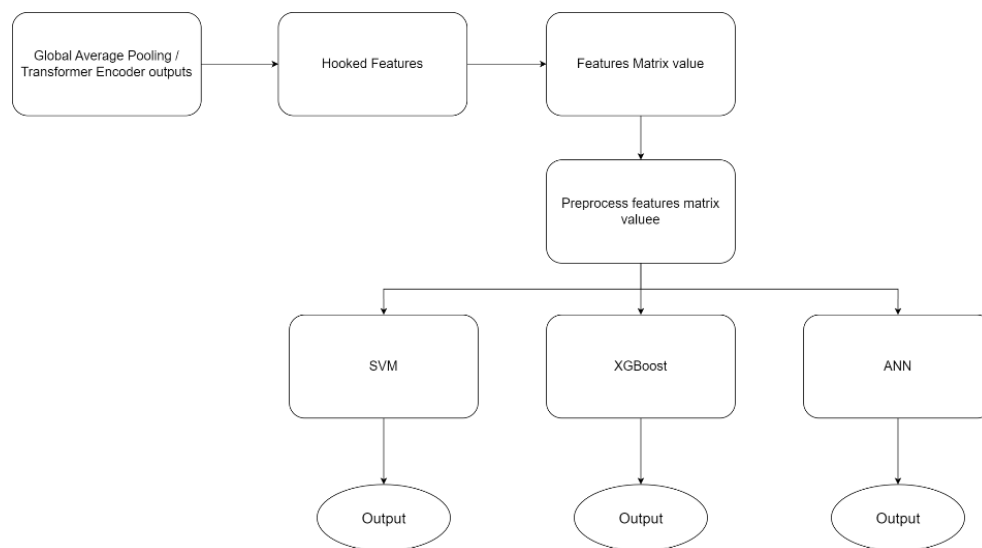 Global Average Pooling /
Transformer Encoder outputs
Hooked Features
Features Matrix value
Preprocess features matrix
valuee
SVM
XGBoost
ANN
Output
Output
Output